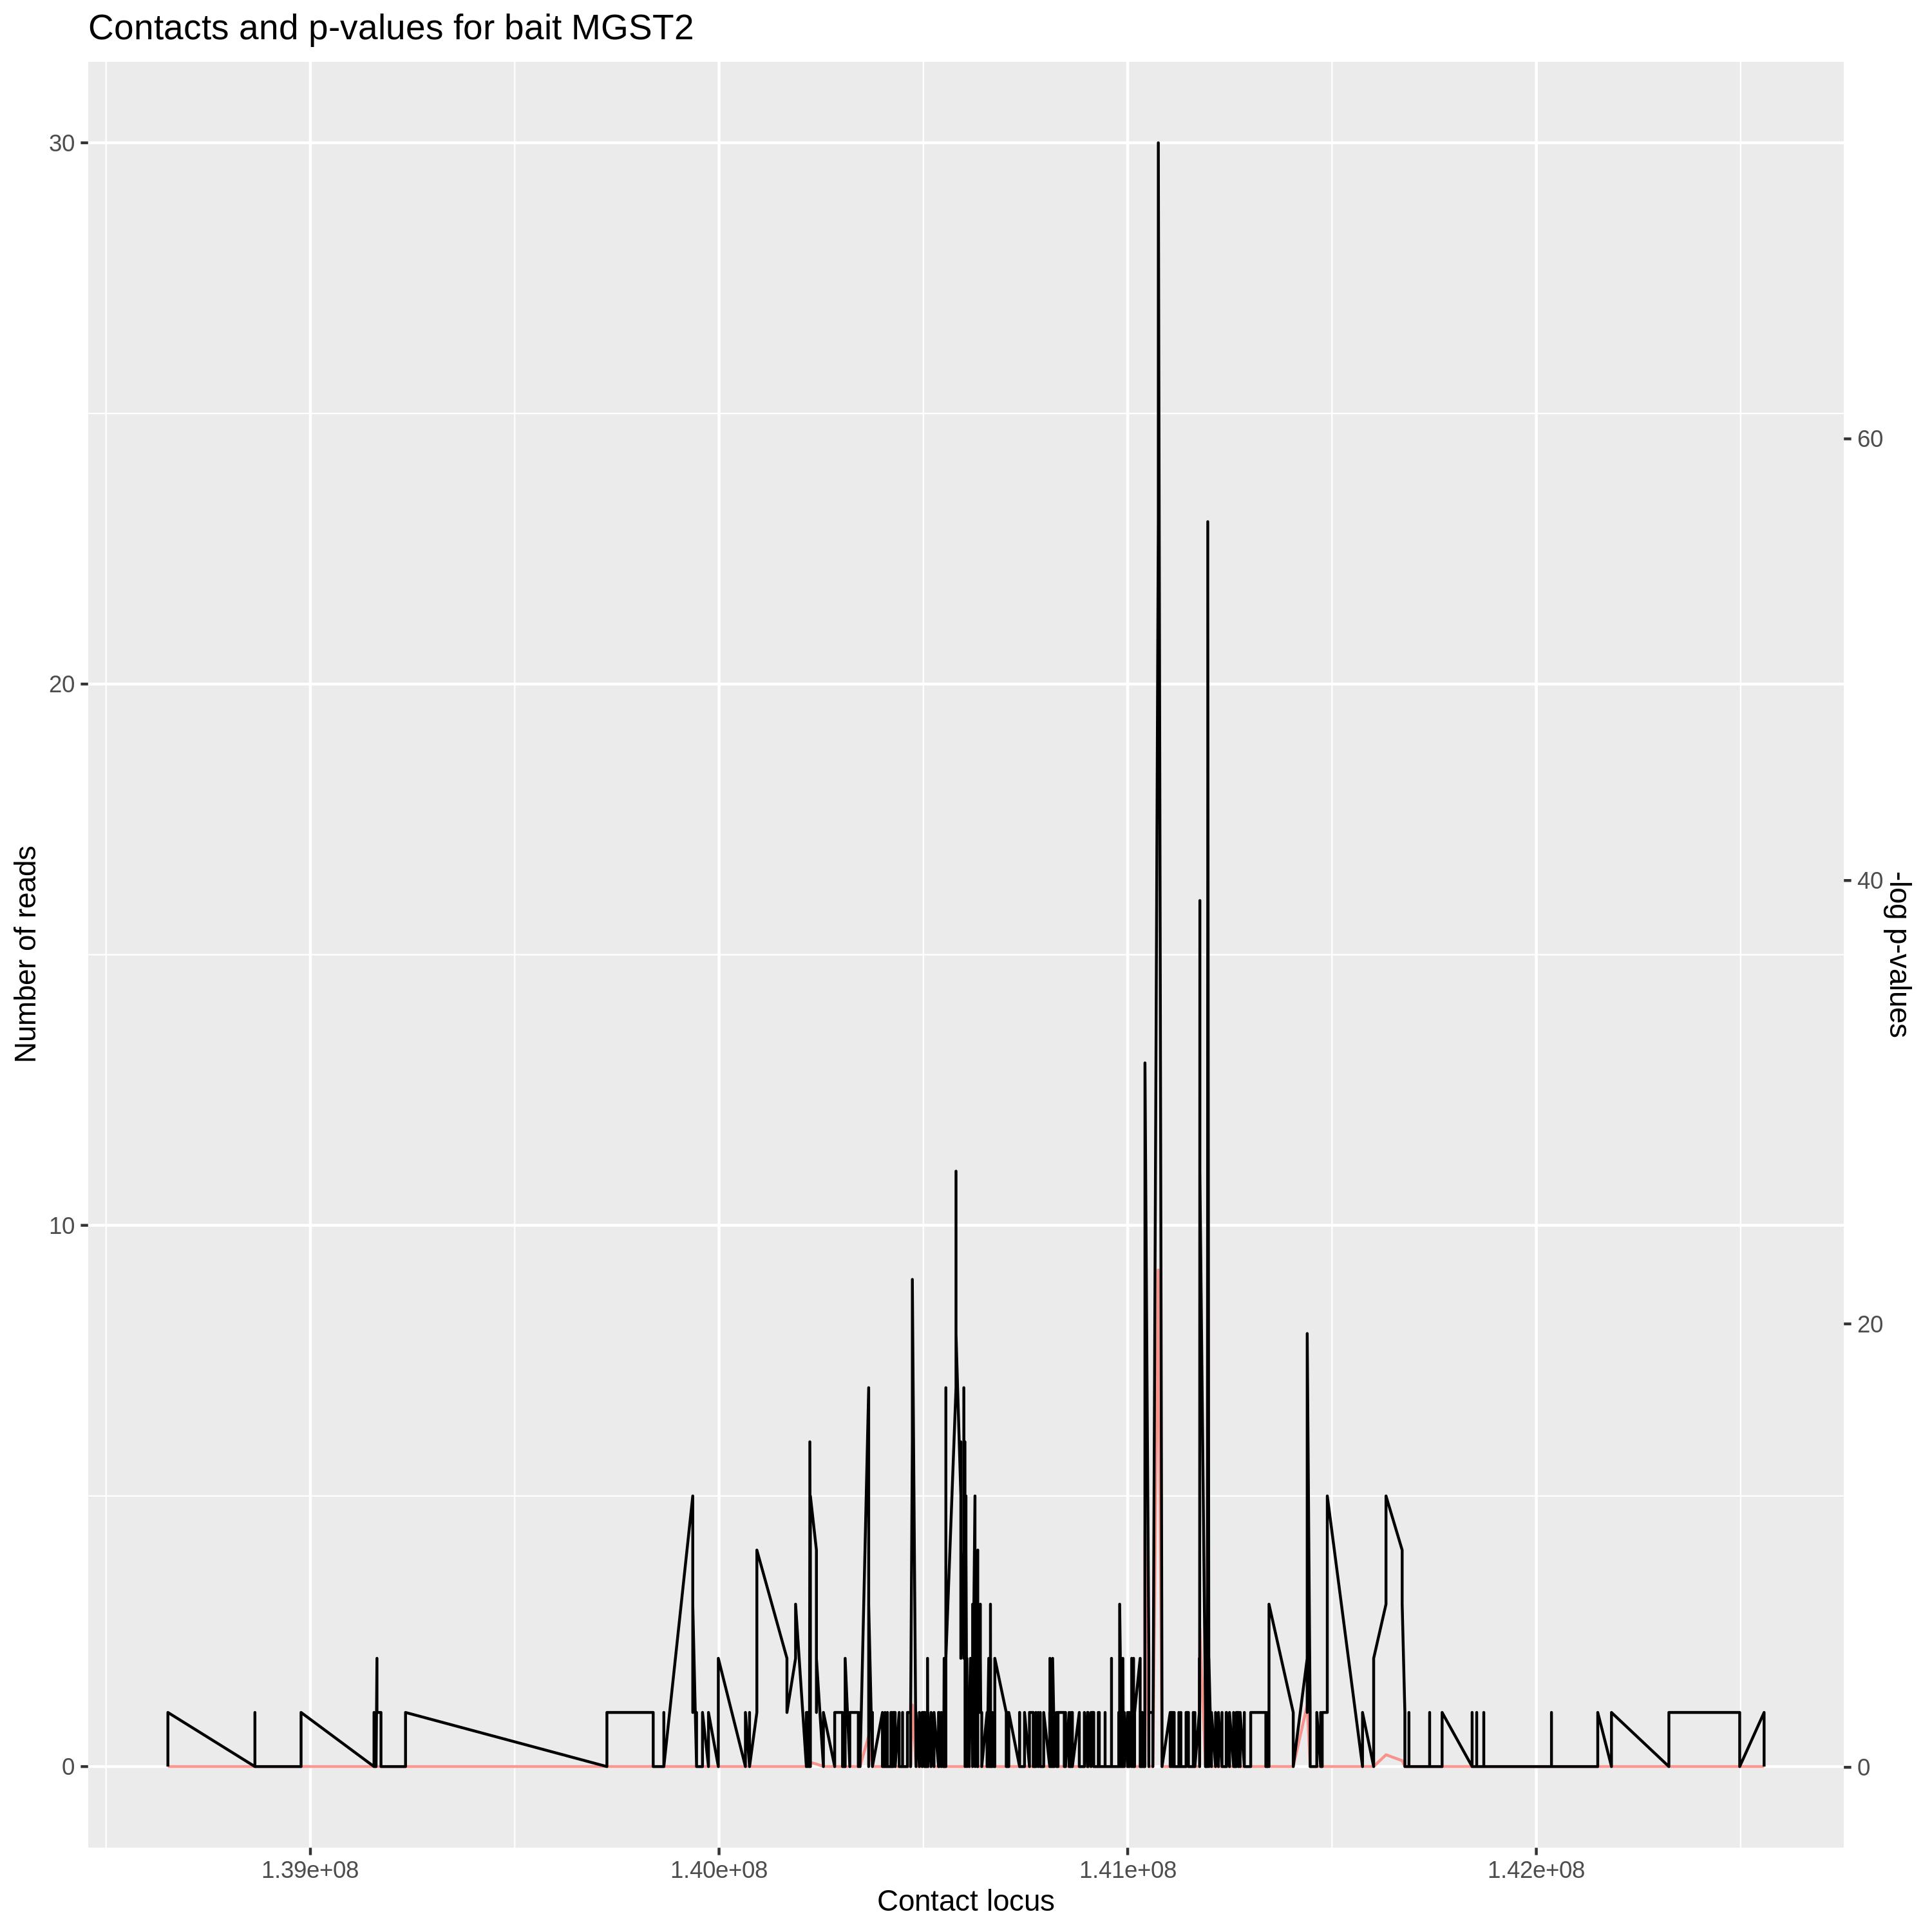 Contacts and p-values for bait MGST2
30
20
10
0
Number of reads
60
40
20
0
-log p-values
1.39e+08
1.40e+08
1.41e+08
1.42e+08
Contact locus